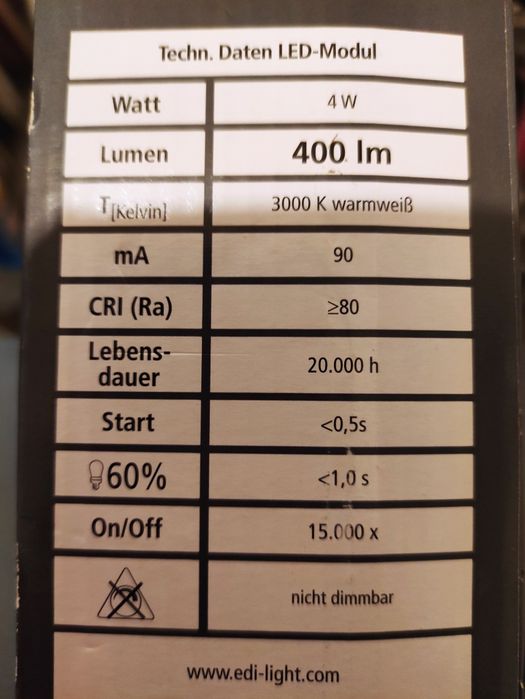 Techn. Daten LED-Modul
Watt 4 W
Lumen 400 lm
T[Kelvin] 3000 K warmweiß
mA 90
CRI (Ra) ≥80
Lebens-
dauer 20.000 h
Start <0,5s
60% <1,0 s
On/Off 15.000 x
nicht dimmbar
www.edi-light.com